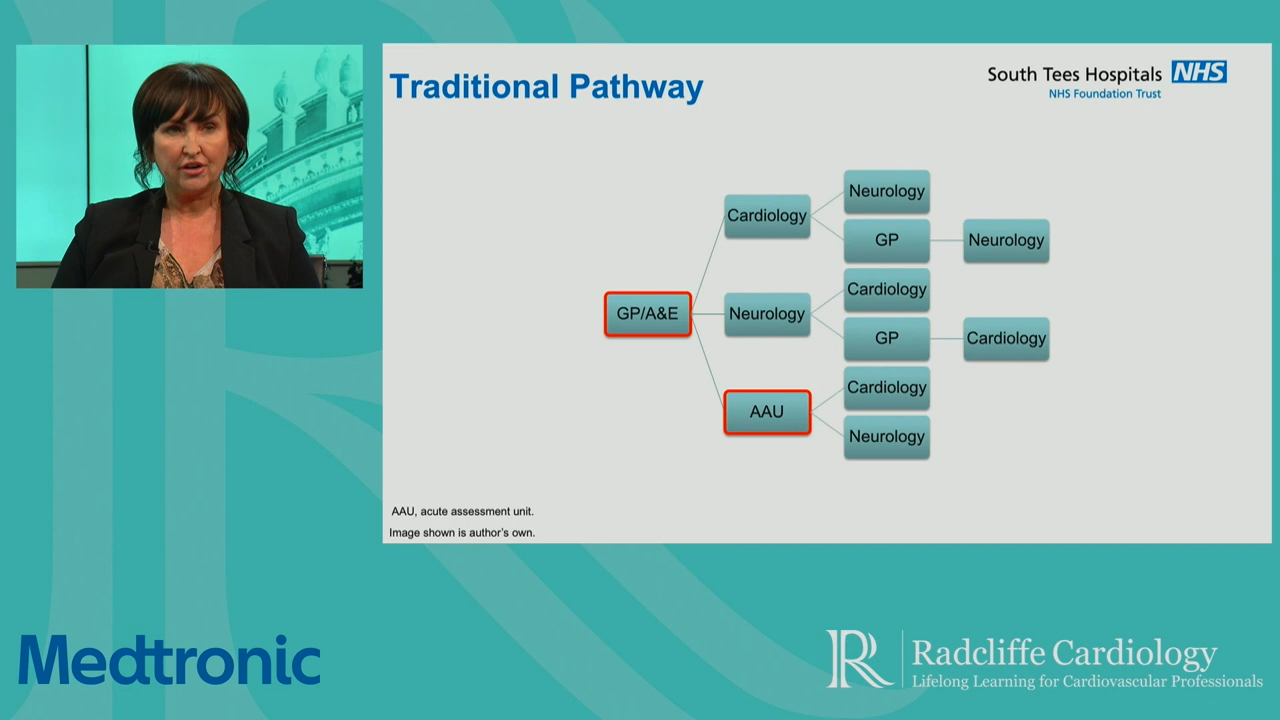 Traditional Pathway
South Tees Hospitals NHS
NHS Foundation Trust
Neurology
Cardiology
GP
Neurology
Cardiology
GP/A&E
Neurology
GP
Cardiology
Cardiology
AAU
Neurology
AAU, acute assessment unit.
Image shown is author's own.
Medtronic
R
Radcliffe Cardiology
Lifelong Learning for Cardiovascular Professionals